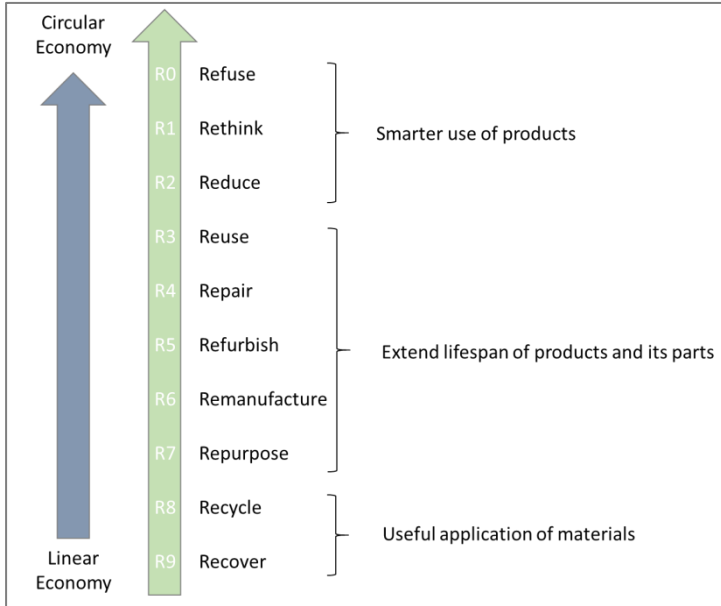 Circular
Economy
R0 Refuse
R1 Rethink
Smarter use of products
R2 Reduce
R3 Reuse
R4 Repair
R5 Refurbish
Extend lifespan of products and its parts
R6 Remanufacture
R7 Repurpose
R8 Recycle
Useful application of materials
R9 Recover
Linear
Economy